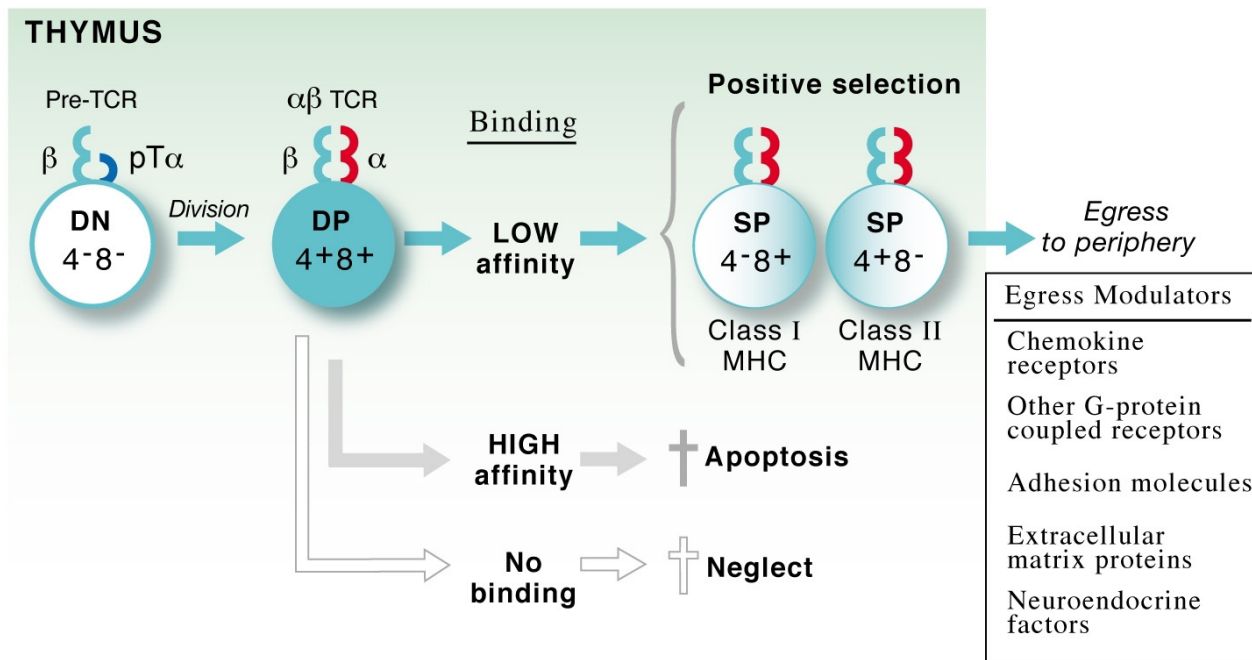 THYMUS
Pre-TCR
β
pTα
DN
4-8-
Division
αβ TCR
β
α
DP
4+8+
Binding
LOW
affinity
Positive selection
SP
4-8+
Class I
MHC
SP
4+8-
Class II
MHC
Egress
to periphery
HIGH
affinity
Apoptosis
No
binding
Neglect
Egress Modulators
Chemokine
receptors
Other G-protein
coupled receptors
Adhesion molecules
Extracellular
matrix proteins
Neuroendocrine
factors